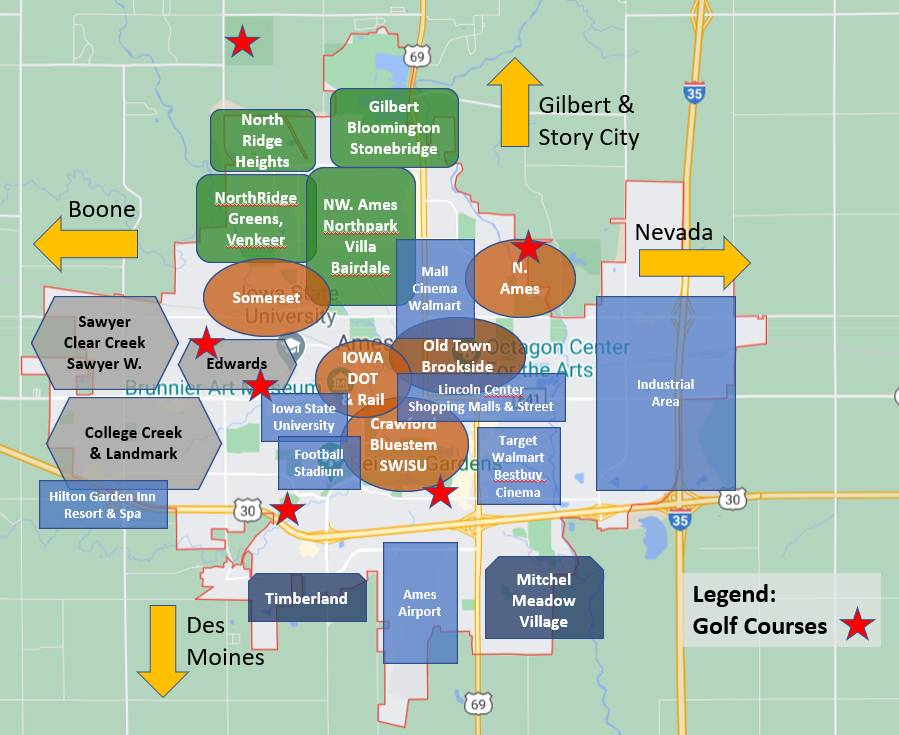 69
35
Gilbert
Bloomington
Stonebridge
Gilbert &
Story City
North
Ridge
Heights
NorthRidge
Greens,
Venkeer
NW. Ames
Northpark
Villa
Bairdale
Boone
Nevada
Mall
Cinema
Walmart
N.
Ames
Somerset
Iowa State
University
Sawyer
Clear Creek
Sawyer W.
Edwards
Ames
Old Town
Brookside
Octagon Center
for the Arts
IOWA
DOT
& Rail
Brunnier Art Museum
Lincoln Center
Shopping Malls & Street
Industrial
Area
Iowa State
University
Crawford
Bluestem
SWISU
College Creek
& Landmark
Football
Stadium
Target
Walmart
Bestbuy
Cinema
Gardens
Hilton Garden Inn
Resort & Spa
30
30
35
Timberland
Ames
Airport
Mitchel
Meadow
Village
Legend:
Golf Courses
Des
Moines
69